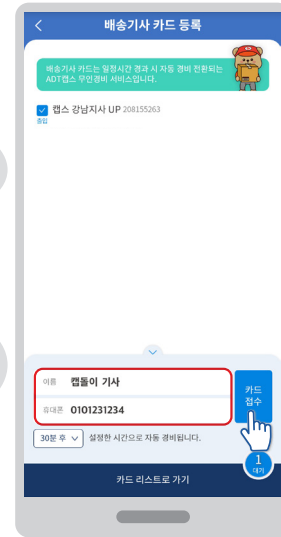 배송기사 카드 등록
배송기사 카드는 일정시간 경과 시 자동 경비 전환되는
ADT캡스 무인경비 서비스입니다.
캡스 강남지사 UP 208155263
출입
이름 캡돌이 기사
휴대폰 0101231234
카드
접수
30분 후 설정한 시간으로 자동 경비됩니다.
1
대기
카드 리스트로 가기